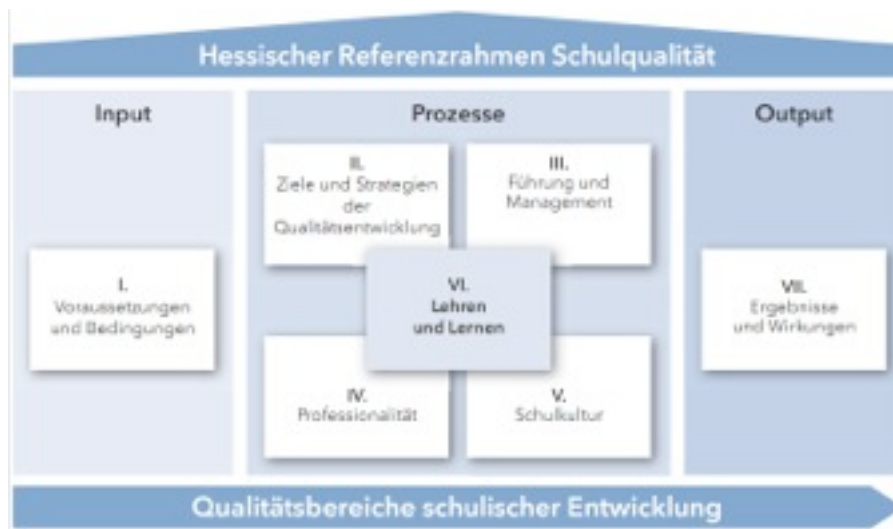 Hessischer Referenzrahmen Schulqualität
Input
Prozesse
Output
II.
Ziele und Strategien
der
Qualitätsentwicklung
III.
Führung und
Management
I.
Voraussetzungen
und Bedingungen
VI.
Lehren
und Lernen
VII.
Ergebnisse
und Wirkungen
IV.
Professionalität
V.
Schulkultur
Qualitätsbereiche schulischer Entwicklung